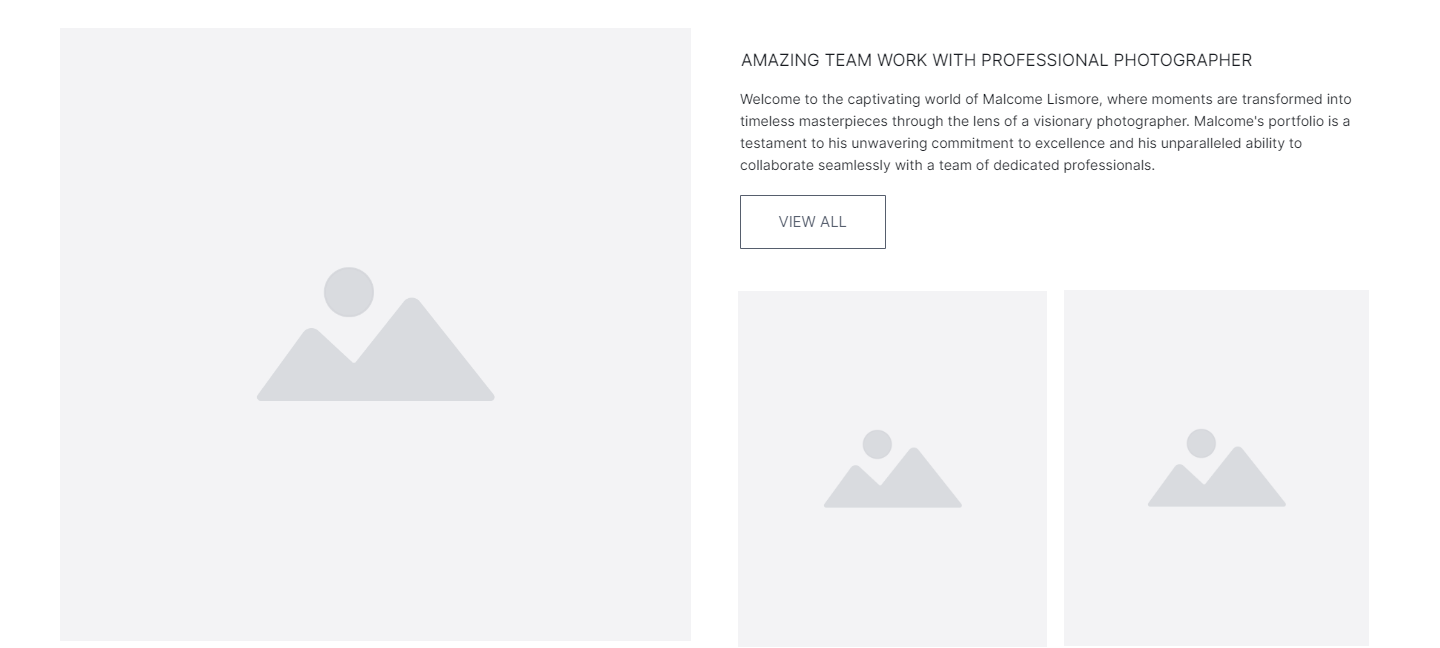 AMAZING TEAM WORK WITH PROFESSIONAL PHOTOGRAPHER
Welcome to the captivating world of Malcome Lismore, where moments are transformed into
timeless masterpieces through the lens of a visionary photographer. Malcome's portfolio is a
testament to his unwavering commitment to excellence and his unparalleled ability to
collaborate seamlessly with a team of dedicated professionals.
VIEW ALL